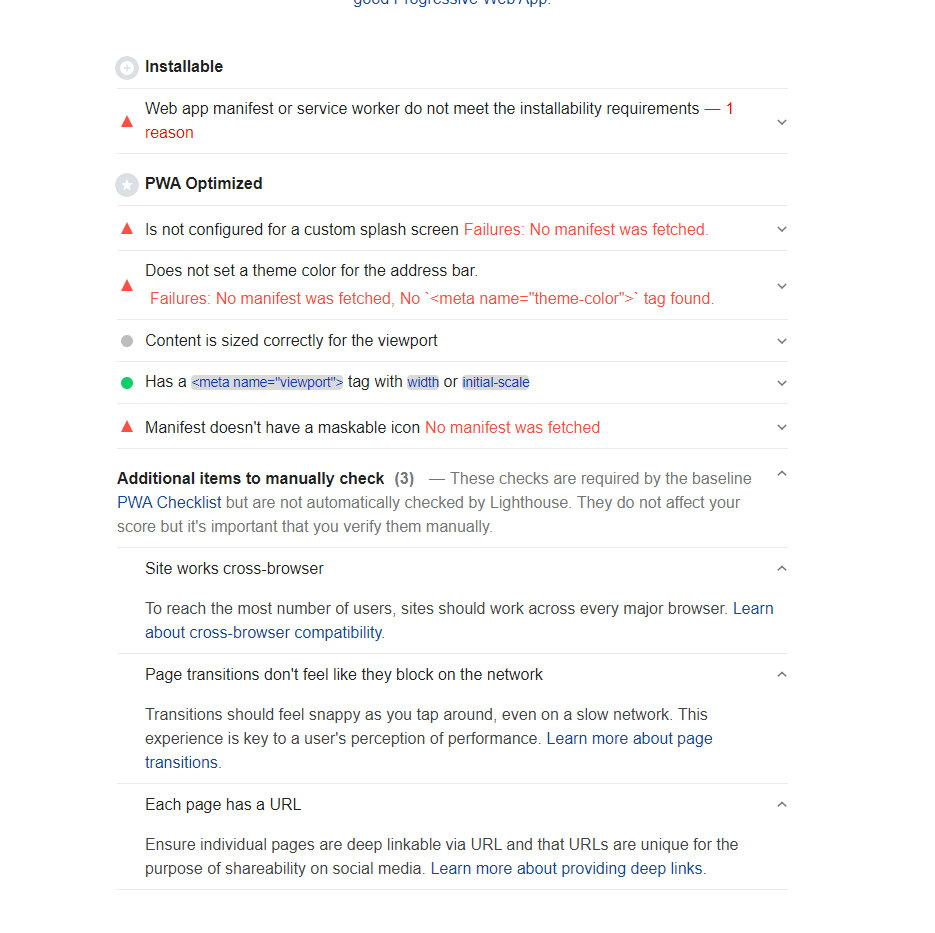 good Progressive Web App.
Installable
Web app manifest or service worker do not meet the installability requirements — 1
reason
PWA Optimized
Is not configured for a custom splash screen Failures: No manifest was fetched.
Does not set a theme color for the address bar.
Failures: No manifest was fetched, No `<meta name="theme-color">` tag found.
Content is sized correctly for the viewport
Has a <meta name="viewport"> tag with width or initial-scale
Manifest doesn't have a maskable icon No manifest was fetched
Additional items to manually check (3) — These checks are required by the baseline
PWA Checklist but are not automatically checked by Lighthouse. They do not affect your
score but it's important that you verify them manually.
Site works cross-browser
To reach the most number of users, sites should work across every major browser. Learn
about cross-browser compatibility.
Page transitions don't feel like they block on the network
Transitions should feel snappy as you tap around, even on a slow network. This
experience is key to a user's perception of performance. Learn more about page
transitions.
Each page has a URL
Ensure individual pages are deep linkable via URL and that URLs are unique for the
purpose of shareability on social media. Learn more about providing deep links.